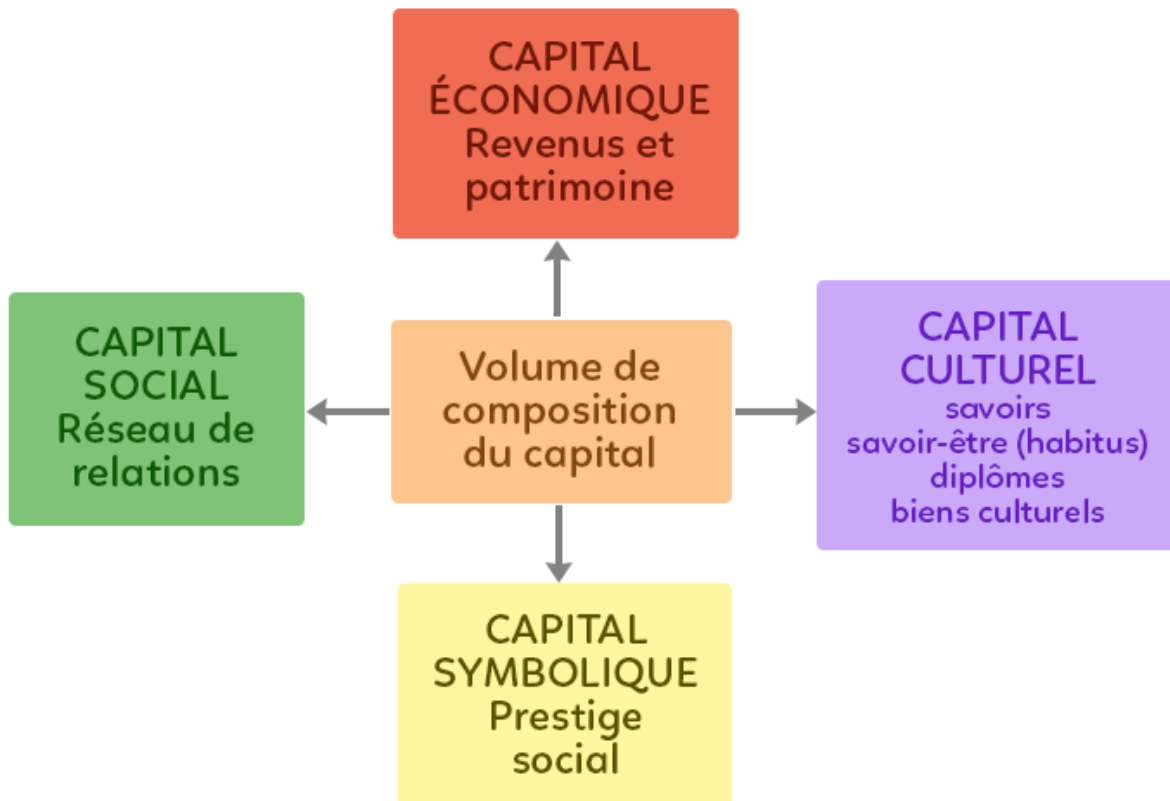 CAPITAL
ÉCONOMIQUE
Revenus et
patrimoine
CAPITAL
SOCIAL
Réseau de
relations
Volume de
composition
du capital
CAPITAL
CULTUREL
savoirs
savoir-être (habitus)
diplômes
biens culturels
CAPITAL
SYMBOLIQUE
Prestige
social